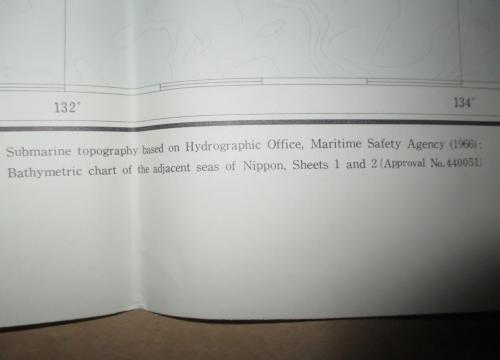 132° 134°
Submarine topography based on Hydrographic Office, Maritime Safety Agency (1966):
Bathymetric chart of the adjacent seas of Nippon, Sheets 1 and 2 (Approval No. 440051)